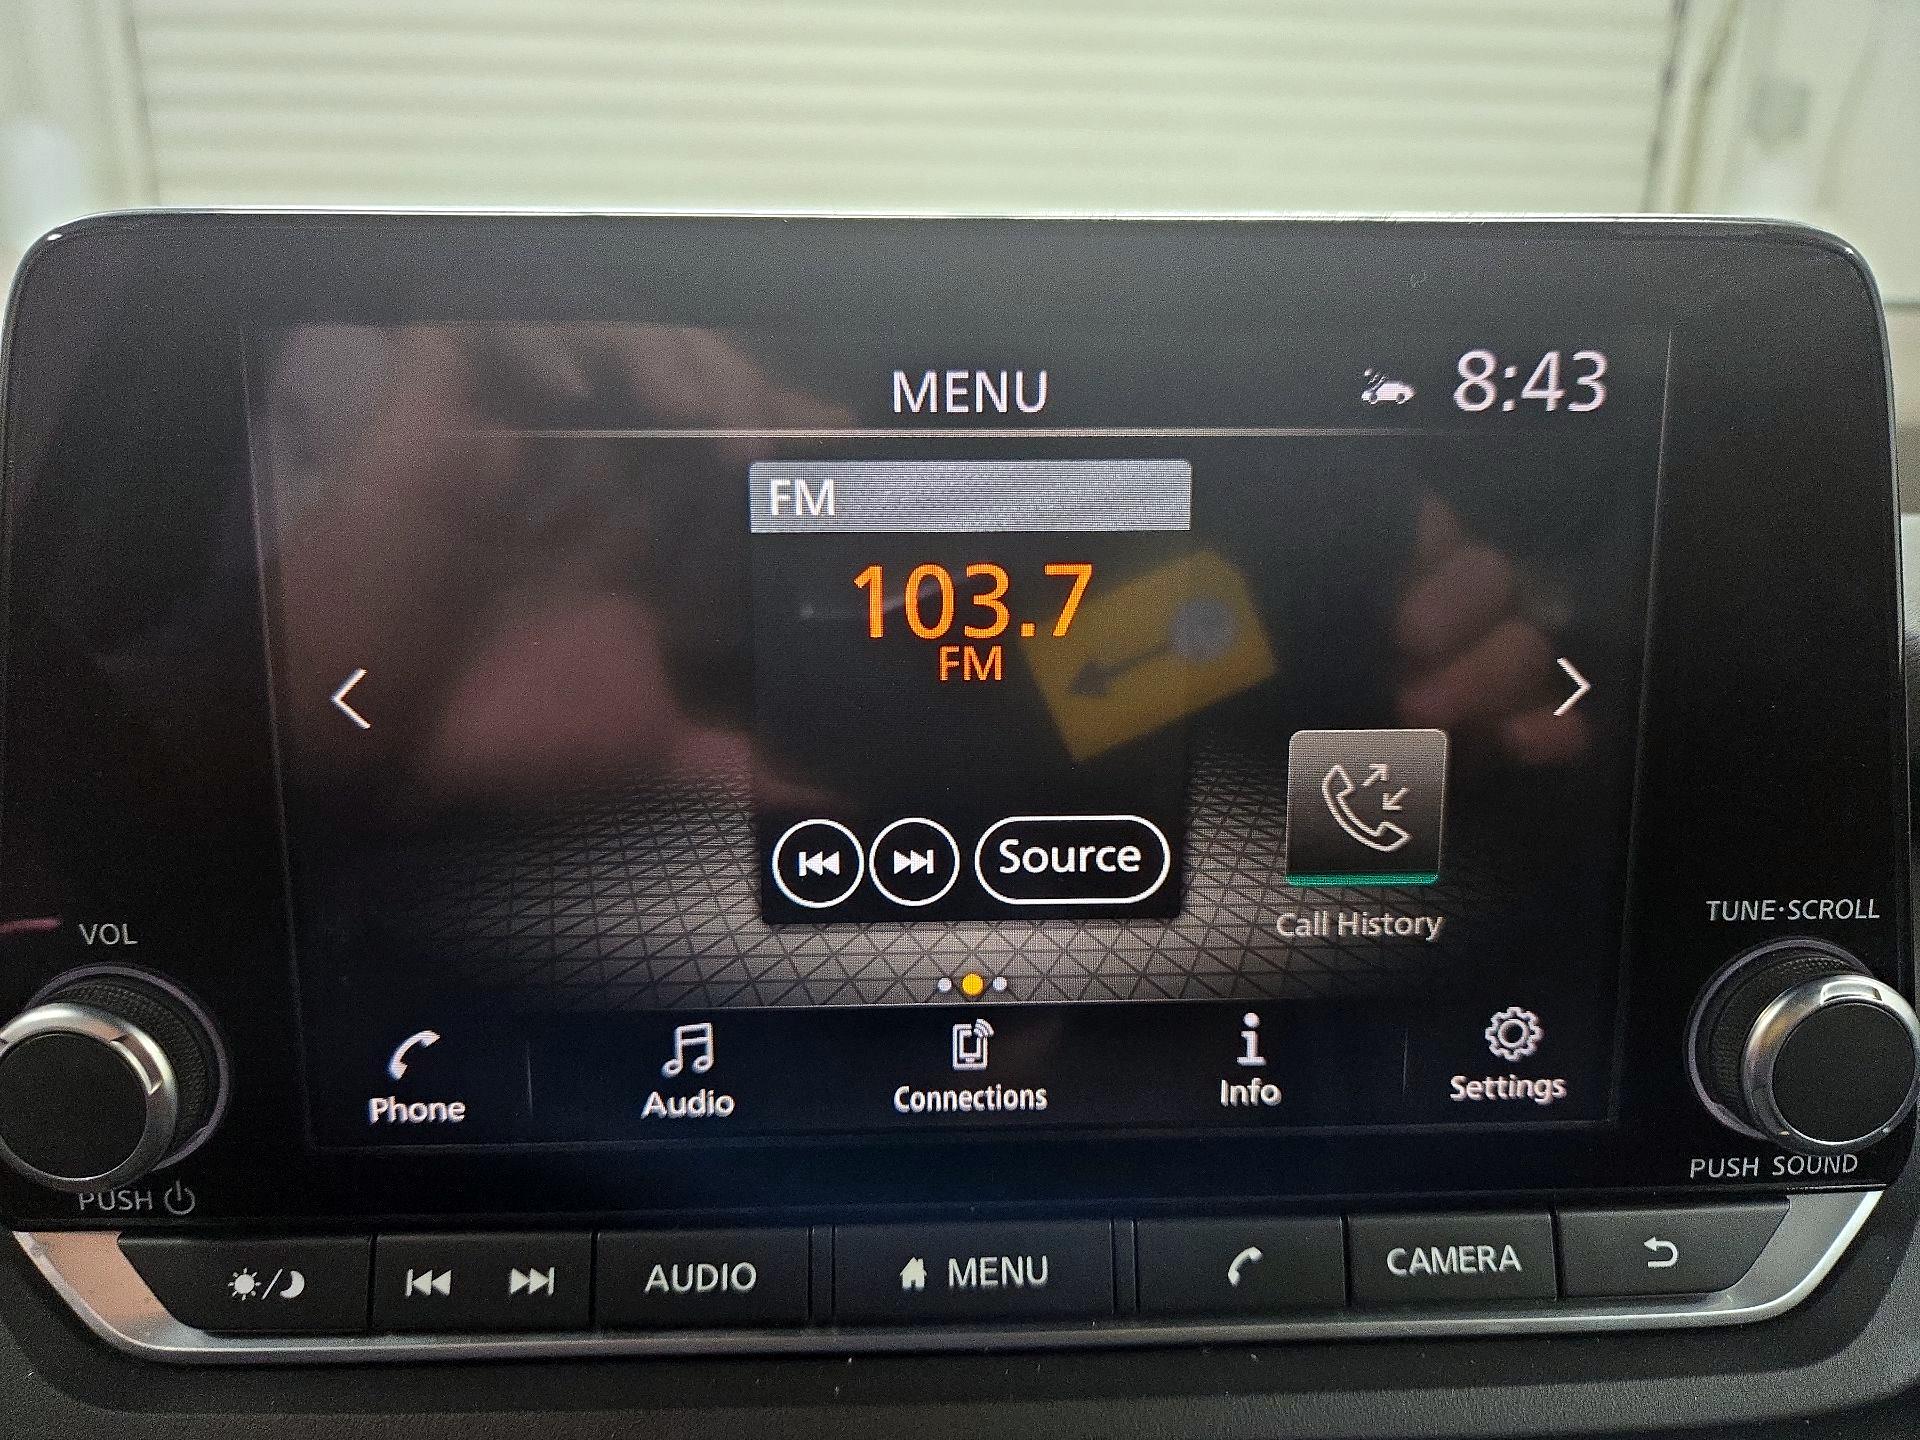 MENU
8:43
FM
103.7
FM
Source
Call History
VOL
TUNE·SCROLL
Phone
Audio
Connections
Info
Settings
PUSH
PUSH SOUND
AUDIO
MENU
CAMERA